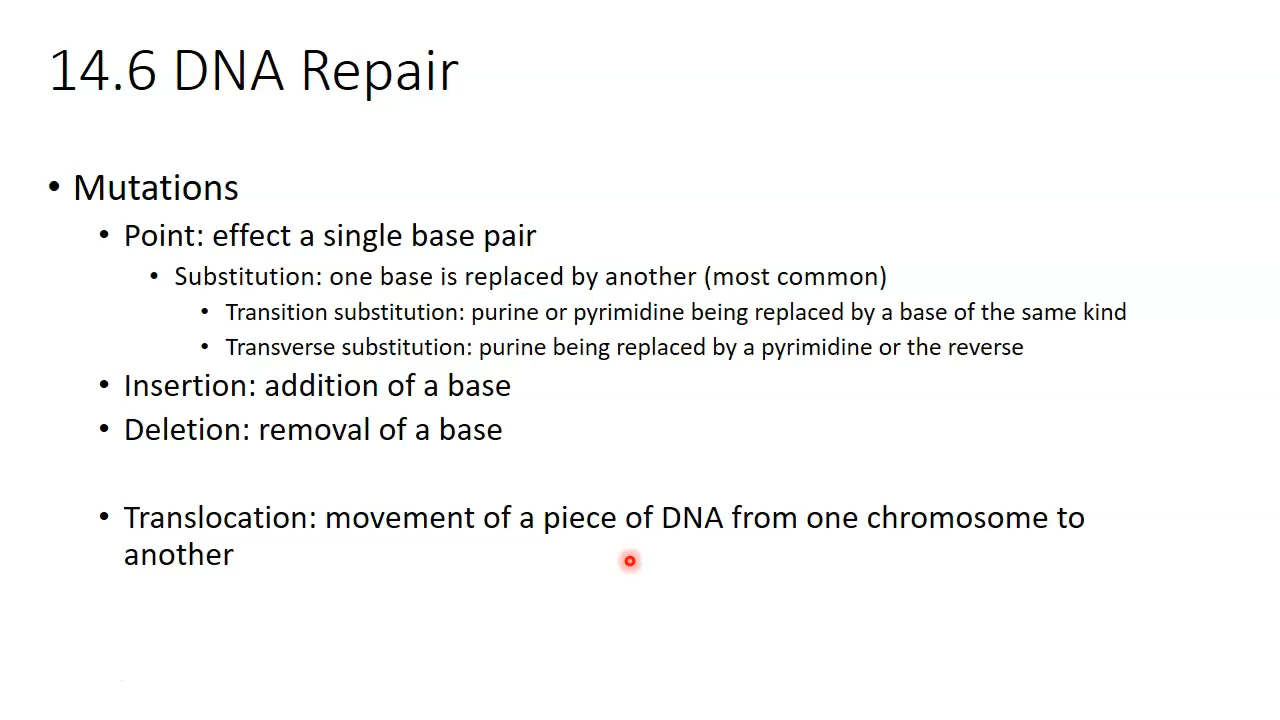 14.6 DNA Repair
• Mutations
• Point: effect a single base pair
• Substitution: one base is replaced by another (most common)
• Transition substitution: purine or pyrimidine being replaced by a base of the same kind
• Transverse substitution: purine being replaced by a pyrimidine or the reverse
• Insertion: addition of a base
• Deletion: removal of a base
• Translocation: movement of a piece of DNA from one chromosome to
another